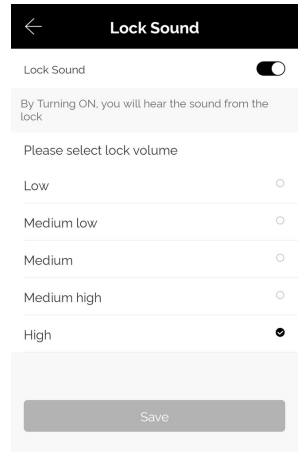 Lock Sound
Lock Sound
By Turning ON, you will hear the sound from the
lock
Please select lock volume
Low
Medium low
Medium
Medium high
High
Save